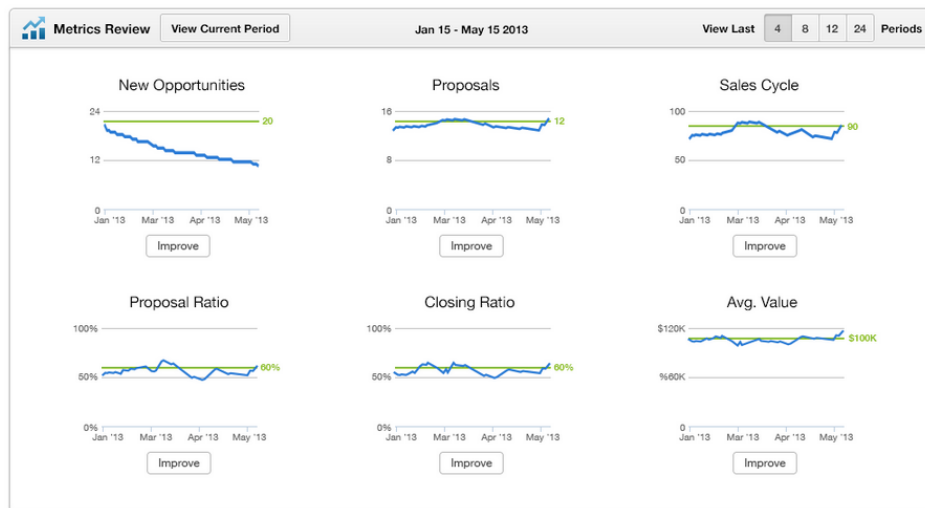 Metrics Review View Current Period Jan 15 - May 15 2013 View Last 4 8 12 24 Periods
New Opportunities
24
20
12
0
Jan '13 Mar '13 Apr '13 May '13
Improve
Proposals
16
12
8
0
Jan '13 Mar '13 Apr '13 May '13
Improve
Sales Cycle
100
90
50
0
Jan '13 Mar '13 Apr '13 May '13
Improve
Proposal Ratio
100%
60%
50%
0%
Jan '13 Mar '13 Apr '13 May '13
Improve
Closing Ratio
100%
60%
50%
0%
Jan '13 Mar '13 Apr '13 May '13
Improve
Avg. Value
$120K
$100K
%60K
0
Jan '13 Mar '13 Apr '13 May '13
Improve